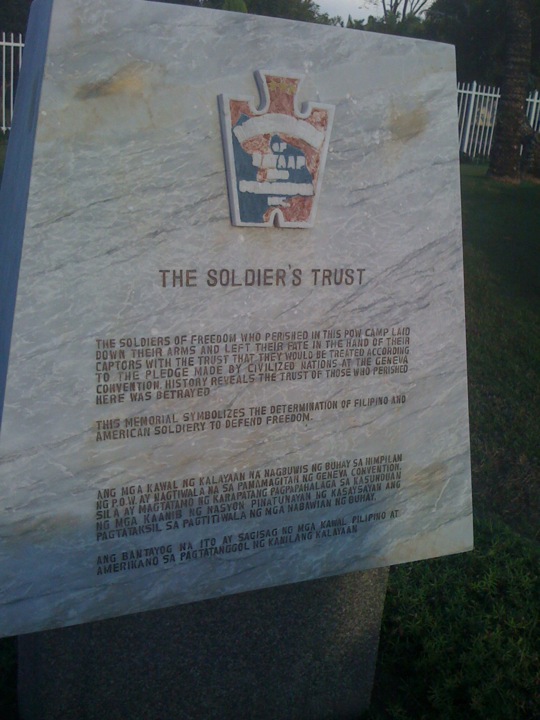 OF
THE SOLDIER'S TRUST
THE SOLDIERS OF FREEDOM WHO PERISHED IN THIS POW CAMP LAID
DOWN THEIR ARMS AND LEFT THEIR FATE IN THE HAND OF THEIR
CAPTORS WITH THE TRUST THAT THEY WOULD BE TREATED ACCORDING
TO THE PLEDGE MADE BY CIVILIZED NATIONS AT THE GENEVA
CONVENTION. HISTORY REVEALS THE TRUST OF THOSE WHO PERISHED
HERE WAS BETRAYED
THIS MEMORIAL SYMBOLIZES THE DETERMINATION OF FILIPINO AND
AMERICAN SOLDIERY TO DEFEND FREEDOM.
ANG MGA KAWAL NG KALAYAAN NA NAGBUWIS NG BUHAY SA HIMPILAN
NG P.O.W. AY NAGTIWALA NA SA PAMAMAGITAN NG GENEVA CONVENTION.
SILA AY MAGTATAMO NG KARAPATANG PAGPAPAHALAGA SA KASUNDUAN
NG MGA KAANIB NG NASYON. PINATUNAYAN NG KASAYSAYAN ANG
PAGTATAKSIL SA PAGTITIWALA NG MGA NABAWIAN NG BUHAY.
ANG BANTAYOG NA ITO AY SAGISAG NG MGA KAWAL PILIPINO AT
AMERIKANO SA PAGTATANGGOL NG KANILANG KALAYAAN